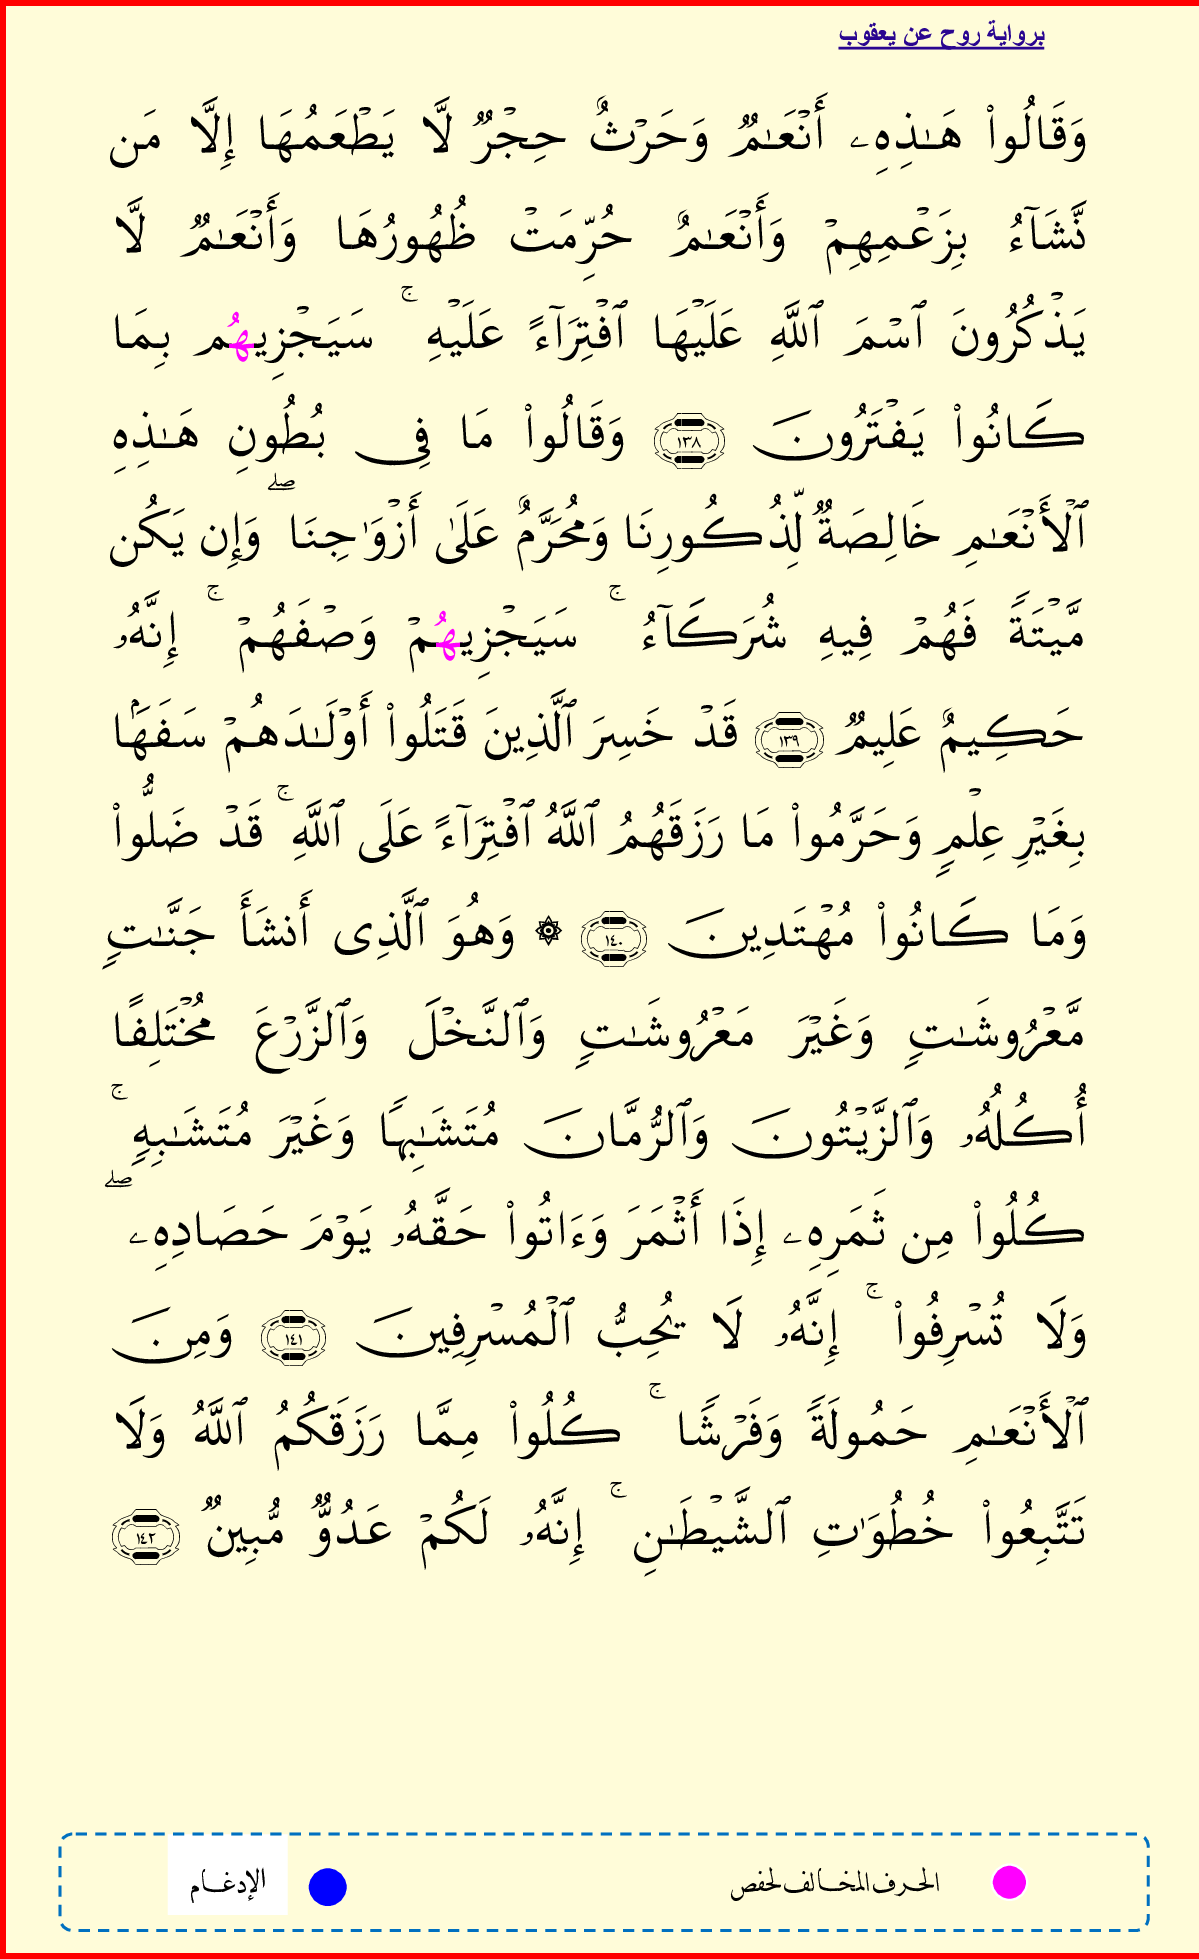 برواية روح عن يعقوب
وَقَالُوا۟ هَـٰذِهِۦ أَنْعَـٰمٌۭ وَحَرْثٌ حِجْرٌۭ لَّا يَطْعَمُهَا إِلَّا مَن
نَّشَآءُ بِزَعْمِهِمْ وَأَنْعَـٰمٌ حُرِّمَتْ ظُهُورُهَا وَأَنْعَـٰمٌۭ لَّا
يَذْكُرُونَ ٱسْمَ ٱللَّهِ عَلَيْهَا ٱفْتِرَآءً عَلَيْهِ ۚ سَيَجْزِيهُم بِمَا
كَانُوا۟ يَفْتَرُونَ ١٣٨ وَقَالُوا۟ مَا فِى بُطُونِ هَـٰذِهِ
ٱلْأَنْعَـٰمِ خَالِصَةٌۭ لِّذُكُورِنَا وَمُحَرَّمٌ عَلَىٰٓ أَزْوَٰجِنَا ۖ وَإِن يَكُن
مَّيْتَةًۭ فَهُمْ فِيهِ شُرَكَآءُ ۚ سَيَجْزِيهُمْ وَصْفَهُمْ ۚ إِنَّهُۥ
حَكِيمٌ عَلِيمٌۭ ١٣٩ قَدْ خَسِرَ ٱلَّذِينَ قَتَلُوا۟ أَوْلَـٰدَهُمْ سَفَهًۢا
بِغَيْرِ عِلْمٍۢ وَحَرَّمُوا۟ مَا رَزَقَهُمُ ٱللَّهُ ٱفْتِرَآءً عَلَى ٱللَّهِ ۚ قَدْ ضَلُّوا۟
وَمَا كَانُوا۟ مُهْتَدِينَ ١٤٠ ۞ وَهُوَ ٱلَّذِى أَنشَأَ جَنَّـٰتٍۢ
مَّعْرُوشَـٰتٍۢ وَغَيْرَ مَعْرُوشَـٰتٍۢ وَٱلنَّخْلَ وَٱلزَّرْعَ مُخْتَلِفًا
أُكُلُهُۥ وَٱلزَّيْتُونَ وَٱلرُّمَّانَ مُتَشَـٰبِهًۭا وَغَيْرَ مُتَشَـٰبِهٍۢ ۚ
كُلُوا۟ مِن ثَمَرِهِۦ إِذَا أَثْمَرَ وَءَاتُوا۟ حَقَّهُۥ يَوْمَ حَصَادِهِۦ ۖ
وَلَا تُسْرِفُوا۟ ۚ إِنَّهُۥ لَا يُحِبُّ ٱلْمُسْرِفِينَ ١٤١ وَمِنَ
ٱلْأَنْعَـٰمِ حَمُولَةًۭ وَفَرْشًۭا ۚ كُلُوا۟ مِمَّا رَزَقَكُمُ ٱللَّهُ وَلَا
تَتَّبِعُوا۟ خُطُوَٰتِ ٱلشَّيْطَـٰنِ ۚ إِنَّهُۥ لَكُمْ عَدُوٌّۭ مُّبِينٌۭ ١٤٢
الحرف المخالف لحفص الإدغام